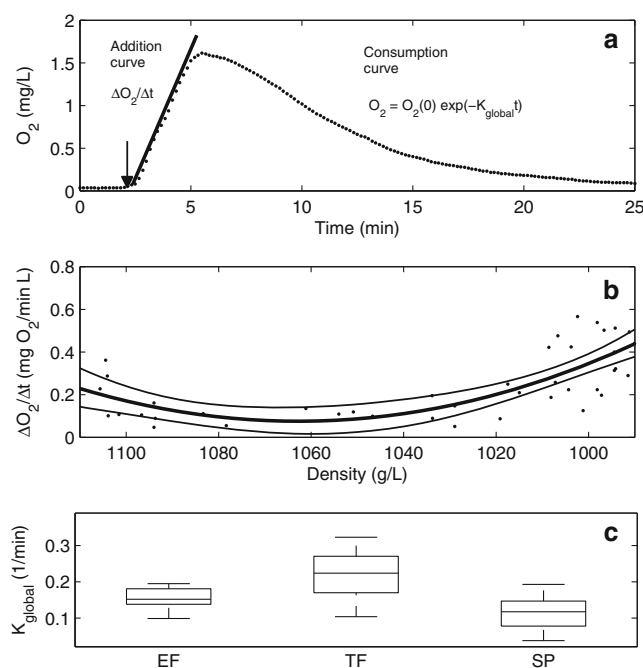 a
Addition
curve
ΔO₂/Δt
Consumption
curve
O₂ = O₂(0) exp(−K_global t)
O₂ (mg/L)
2
1.5
1
0.5
0
0 5 10 15 20 25
Time (min)
b
ΔO₂/Δt (mg O₂/min L)
0.8
0.6
0.4
0.2
0
1100 1080 1060 1040 1020 1000
Density (g/L)
c
K_global (1/min)
0.3
0.2
0.1
EF TF SP